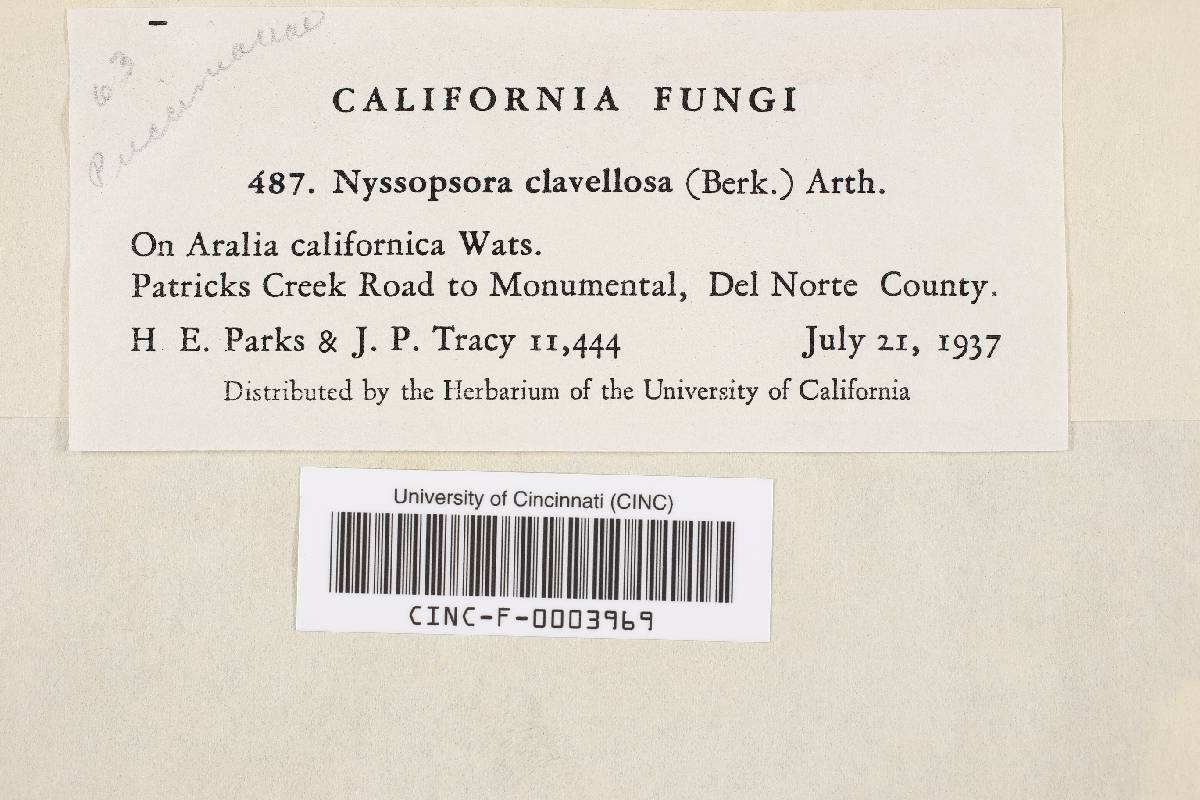 63
Pucciniaceae
CALIFORNIA FUNGI
487. Nyssopsora clavellosa (Berk.) Arth.
On Aralia californica Wats.
Patricks Creek Road to Monumental, Del Norte County.
H E. Parks & J. P. Tracy 11,444 July 21, 1937
Distributed by the Herbarium of the University of California
University of Cincinnati (CINC)
CINC-F-0003969